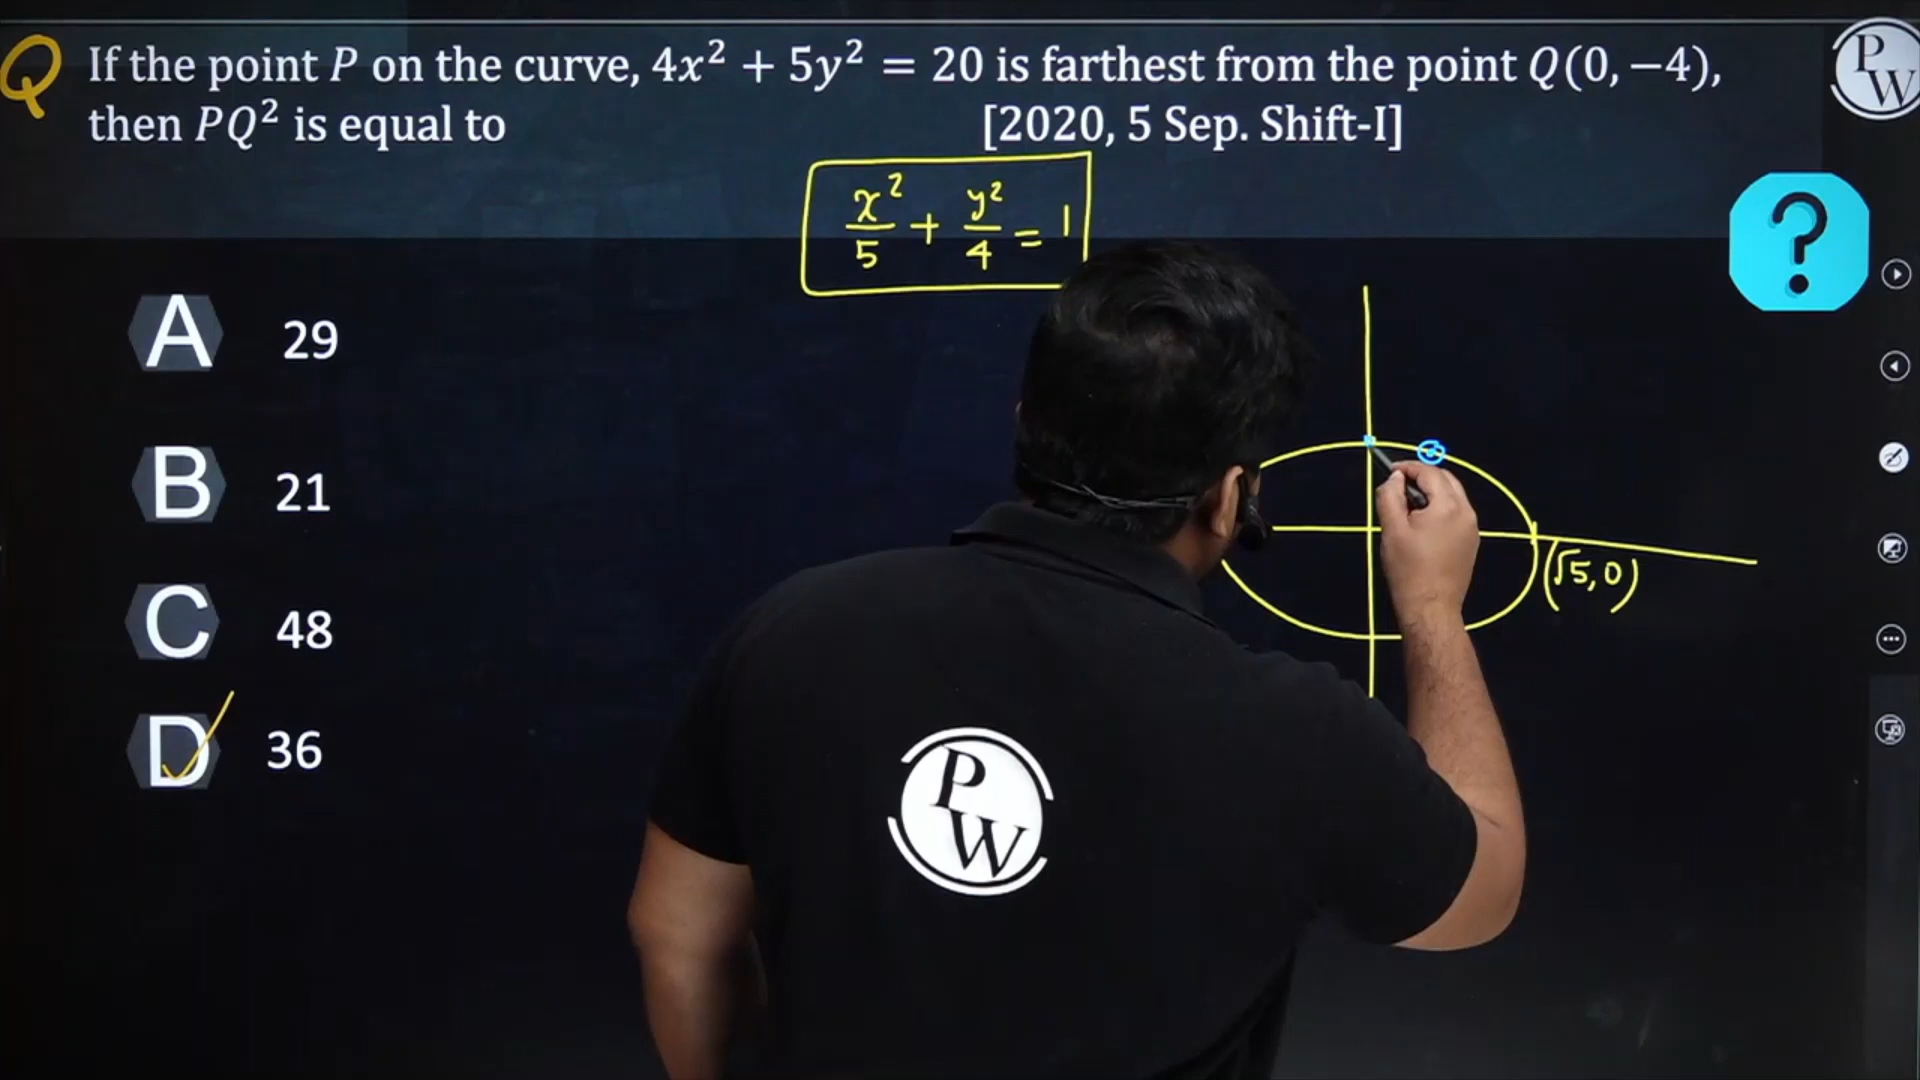 Q If the point P on the curve, 4x² + 5y² = 20 is farthest from the point Q(0, −4),
then PQ² is equal to [2020, 5 Sep. Shift-I]
PW
x²/5 + y²/4 = 1
?
A 29
B 21
C 48
D 36
(√5, 0)
PW